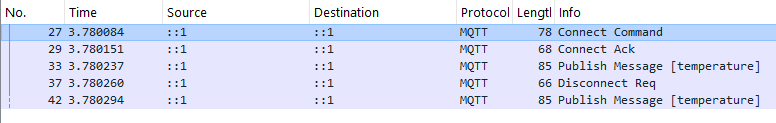 No. Time Source Destination Protocol Lengtl Info
27 3.780084 ::1 ::1 MQTT 78 Connect Command
29 3.780151 ::1 ::1 MQTT 68 Connect Ack
33 3.780237 ::1 ::1 MQTT 85 Publish Message [temperature]
37 3.780260 ::1 ::1 MQTT 66 Disconnect Req
42 3.780294 ::1 ::1 MQTT 85 Publish Message [temperature]